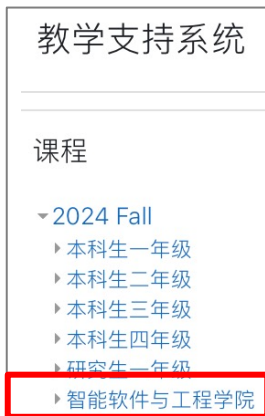 教学支持系统
课程
2024 Fall
本科生一年级
本科生二年级
本科生三年级
本科生四年级
研究生一年级
智能软件与工程学院